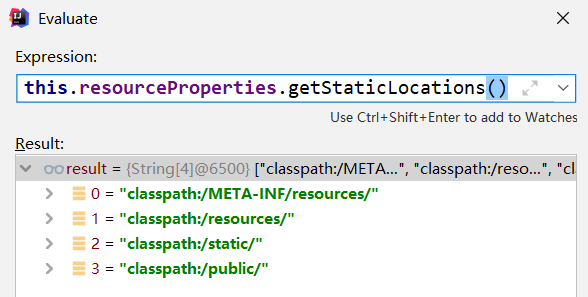 Evaluate
Expression:
this.resourceProperties.getStaticLocations()
Use Ctrl+Shift+Enter to add to Watches
Result:
result = {String[4]@6500} ["classpath:/META...", "classpath:/reso...", "cl
0 = "classpath:/META-INF/resources/"
1 = "classpath:/resources/"
2 = "classpath:/static/"
3 = "classpath:/public/"